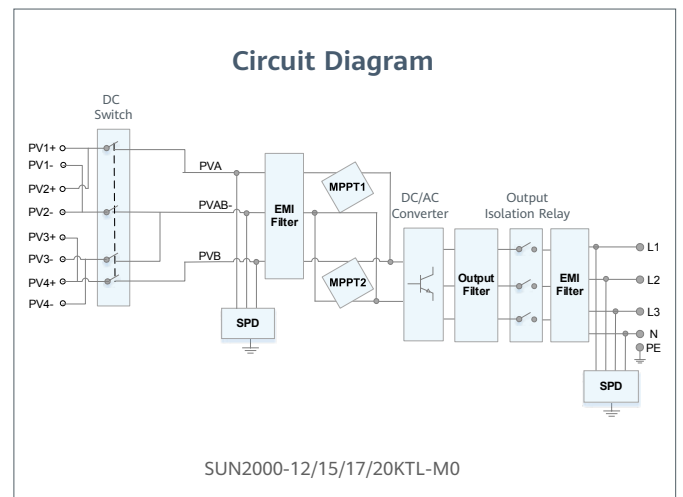 Circuit Diagram
DC
Switch
PV1+
PV1-
PV2+
PV2-
PV3+
PV3-
PV4+
PV4-
PVA
PVAB-
PVB
EMI
Filter
MPPT1
MPPT2
SPD
DC/AC
Converter
Output
Filter
Output
Isolation Relay
EMI
Filter
L1
L2
L3
N
PE
SPD
SUN2000-12/15/17/20KTL-M0